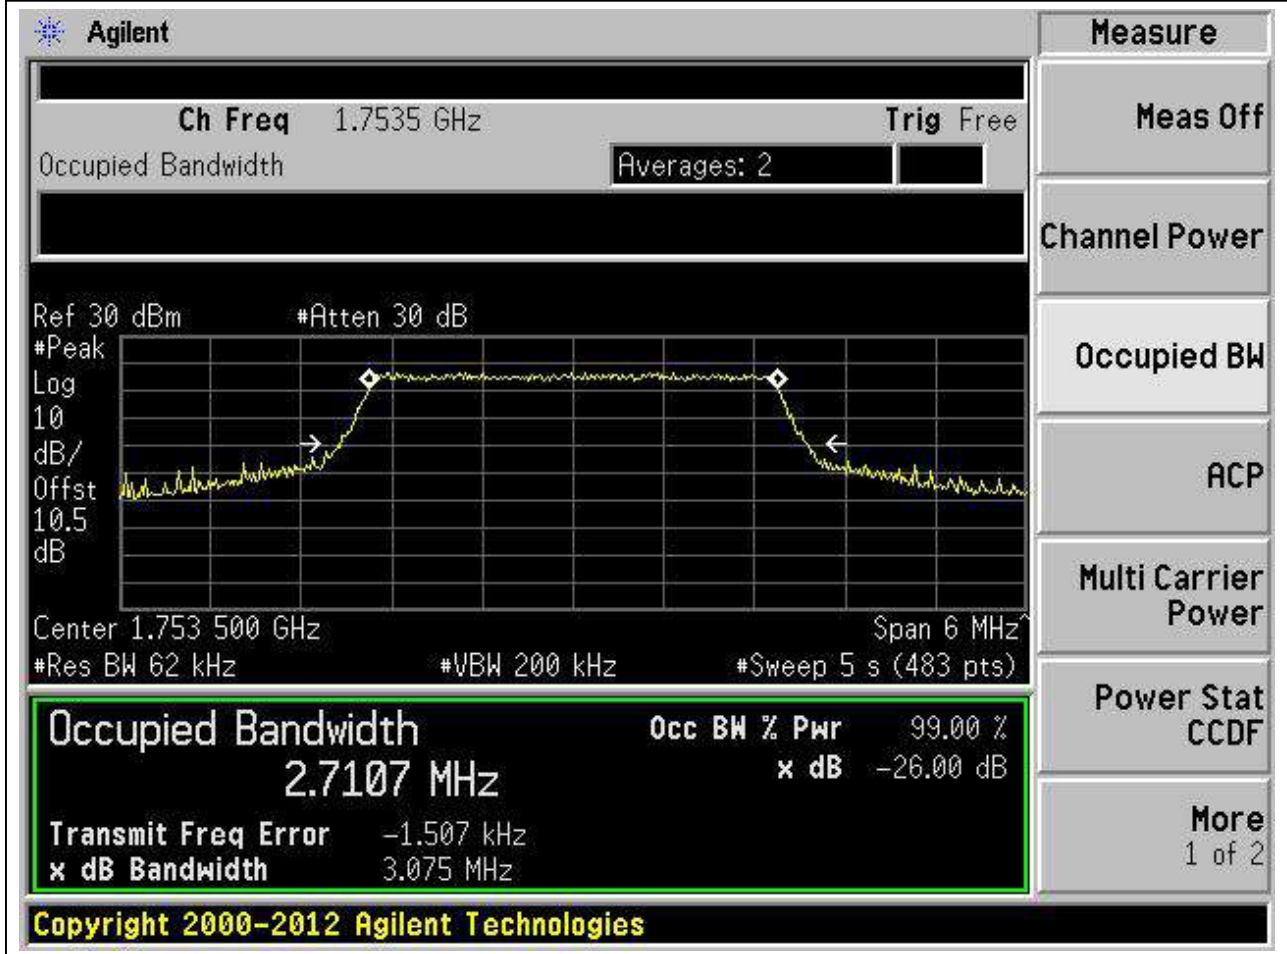 Agilent
Measure
Ch Freq 1.7535 GHz Trig Free
Occupied Bandwidth Averages: 2
Meas Off
Channel Power
Occupied BW
ACP
Multi Carrier
Power
Power Stat
CCDF
More
1 of 2
Ref 30 dBm #Atten 30 dB
#Peak
Log
10
dB/
Offst
10.5
dB
Center 1.753 500 GHz Span 6 MHz^
#Res BW 62 kHz #VBW 200 kHz #Sweep 5 s (483 pts)
Occupied Bandwidth
2.7107 MHz
Occ BW % Pwr 99.00 %
x dB -26.00 dB
Transmit Freq Error -1.507 kHz
x dB Bandwidth 3.075 MHz
Copyright 2000-2012 Agilent Technologies